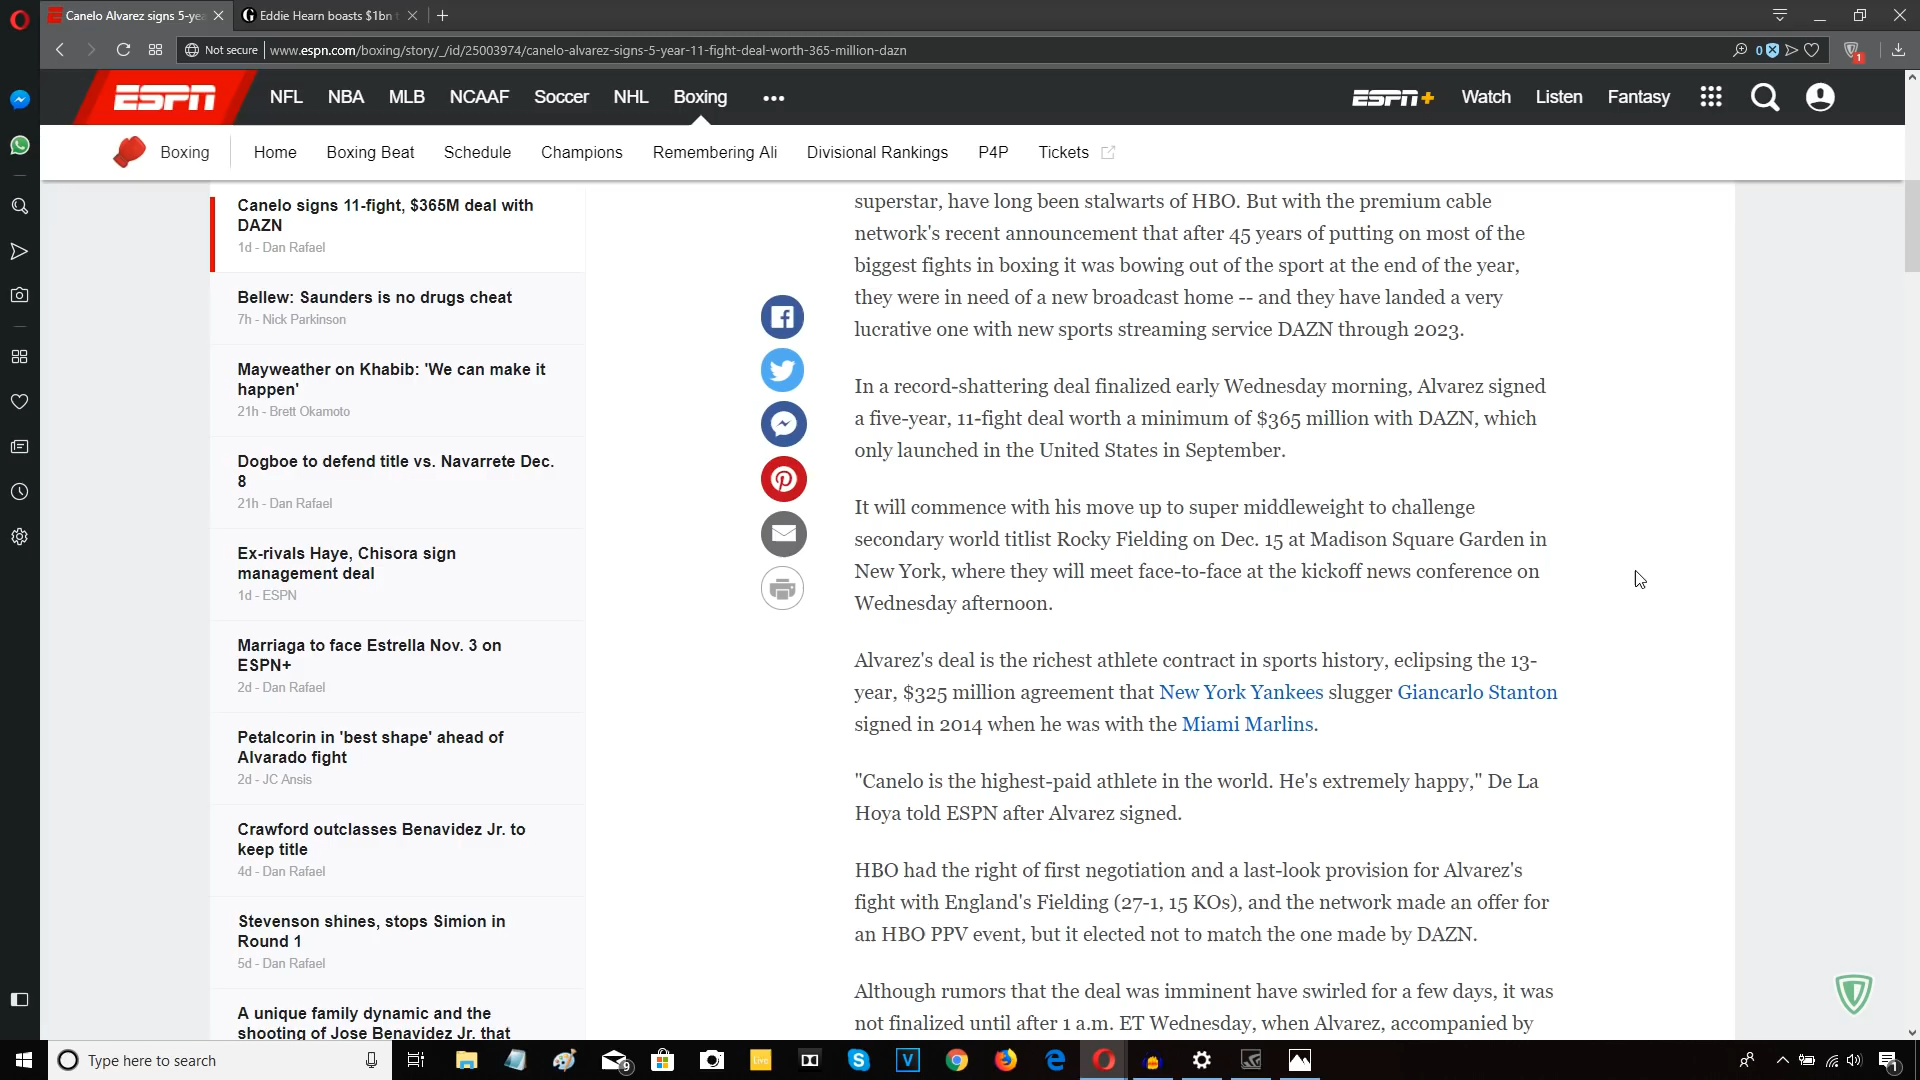 Canelo Alvarez signs 5-yea
Eddie Hearn boasts $1bn t
Not secure
www.espn.com/boxing/story/_/id/25003974/canelo-alvarez-signs-5-year-11-fight-deal-worth-365-million-dazn
0
1
ESPN
NFL
NBA
MLB
NCAAF
Soccer
NHL
Boxing
ESPN+
Watch
Listen
Fantasy
Boxing
Home
Boxing Beat
Schedule
Champions
Remembering Ali
Divisional Rankings
P4P
Tickets
Canelo signs 11-fight, $365M deal with
DAZN
1d - Dan Rafael
Bellew: Saunders is no drugs cheat
7h - Nick Parkinson
Mayweather on Khabib: 'We can make it
happen'
21h - Brett Okamoto
Dogboe to defend title vs. Navarrete Dec.
8
21h - Dan Rafael
Ex-rivals Haye, Chisora sign
management deal
1d - ESPN
Marriaga to face Estrella Nov. 3 on
ESPN+
2d - Dan Rafael
Petalcorin in 'best shape' ahead of
Alvarado fight
2d - JC Ansis
Crawford outclasses Benavidez Jr. to
keep title
4d - Dan Rafael
Stevenson shines, stops Simion in
Round 1
5d - Dan Rafael
A unique family dynamic and the
shooting of Jose Benavidez Jr. that
superstar, have long been stalwarts of HBO. But with the premium cable
network's recent announcement that after 45 years of putting on most of the
biggest fights in boxing it was bowing out of the sport at the end of the year,
they were in need of a new broadcast home -- and they have landed a very
lucrative one with new sports streaming service DAZN through 2023.
In a record-shattering deal finalized early Wednesday morning, Alvarez signed
a five-year, 11-fight deal worth a minimum of $365 million with DAZN, which
only launched in the United States in September.
It will commence with his move up to super middleweight to challenge
secondary world titlist Rocky Fielding on Dec. 15 at Madison Square Garden in
New York, where they will meet face-to-face at the kickoff news conference on
Wednesday afternoon.
Alvarez's deal is the richest athlete contract in sports history, eclipsing the 13-
year, $325 million agreement that New York Yankees slugger Giancarlo Stanton
signed in 2014 when he was with the Miami Marlins.
"Canelo is the highest-paid athlete in the world. He's extremely happy," De La
Hoya told ESPN after Alvarez signed.
HBO had the right of first negotiation and a last-look provision for Alvarez's
fight with England's Fielding (27-1, 15 KOs), and the network made an offer for
an HBO PPV event, but it elected not to match the one made by DAZN.
Although rumors that the deal was imminent have swirled for a few days, it was
not finalized until after 1 a.m. ET Wednesday, when Alvarez, accompanied by
Type here to search
9
1